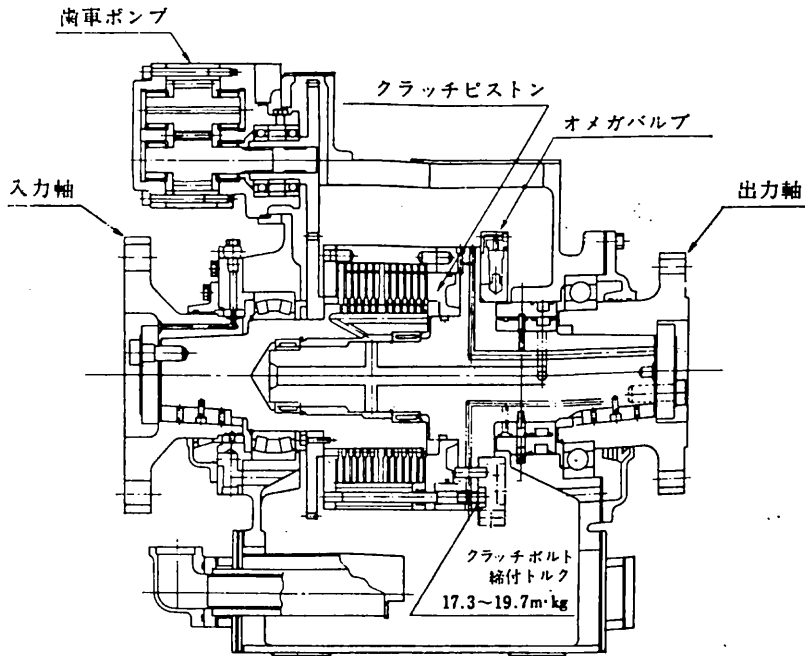 歯車ポンプ
クラッチピストン
オメガバルブ
入力軸
出力軸
クラッチボルト
締付トルク
17.3~19.7m·kg